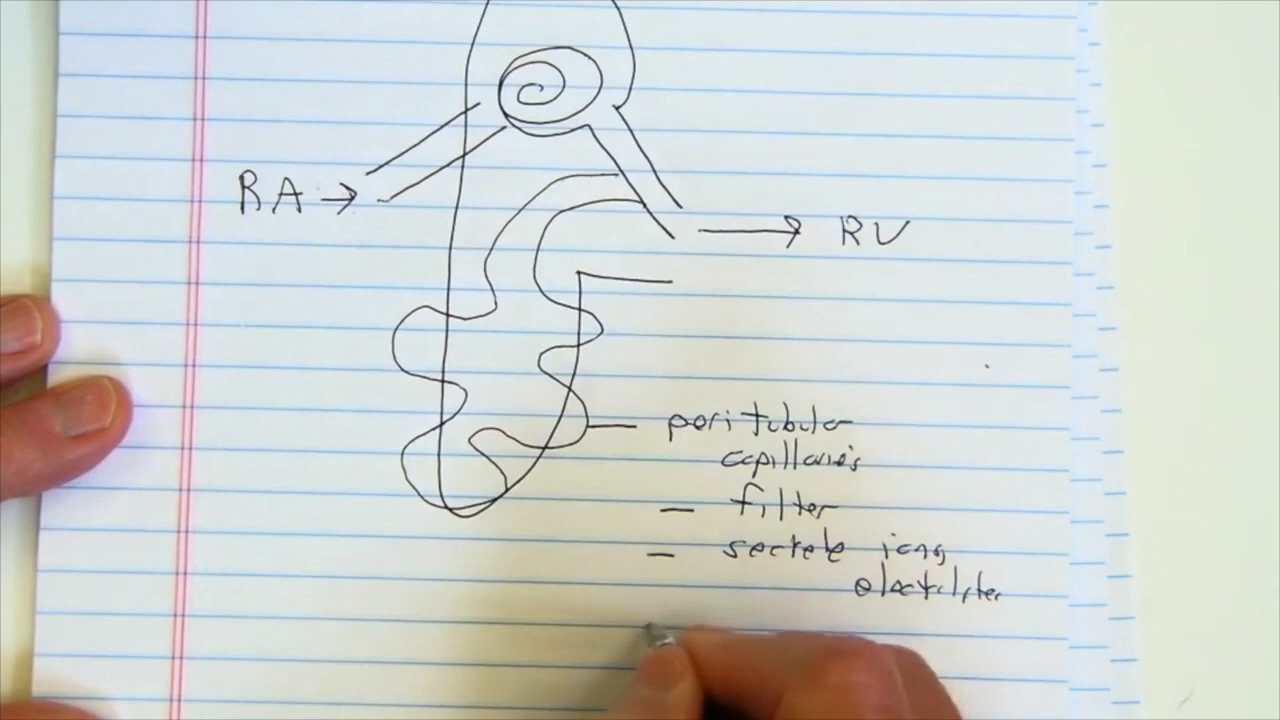 RA →
→ RV
peritubular
capillaries
- filter
- secrete ions,
electrolytes